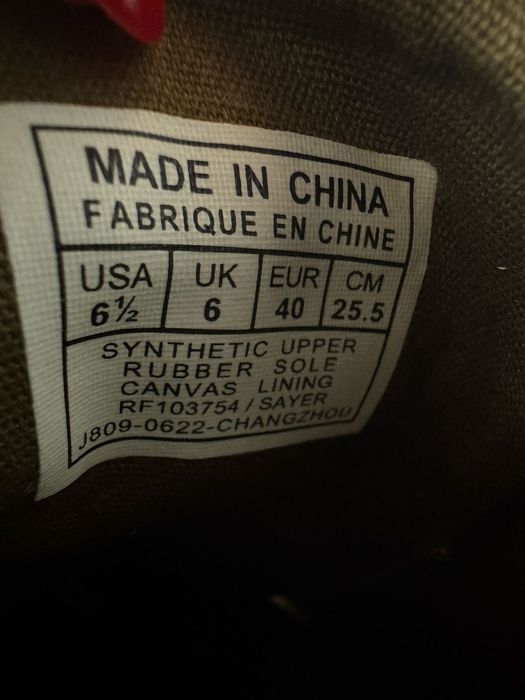 MADE IN CHINA
FABRIQUE EN CHINE
USA UK EUR CM
6½ 6 40 25.5
SYNTHETIC UPPER
RUBBER SOLE
CANVAS LINING
RF103754 / SAYER
J809-0622-CHANGZHOU